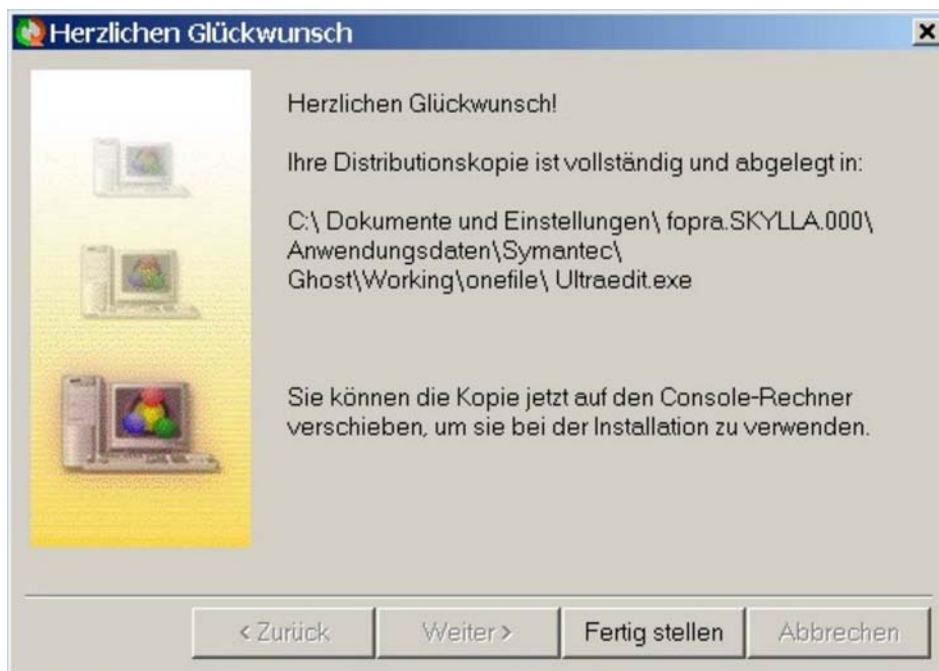 Herzlichen Glückwunsch
Herzlichen Glückwunsch!
Ihre Distributionskopie ist vollständig und abgelegt in:
C:\ Dokumente und Einstellungen\ fopra.SKYLLA.000\
Anwendungsdaten\Symantec\
Ghost\Working\onefile\ Ultraedit.exe
Sie können die Kopie jetzt auf den Console-Rechner
verschieben, um sie bei der Installation zu verwenden.
< Zurück
Weiter >
Fertig stellen
Abbrechen